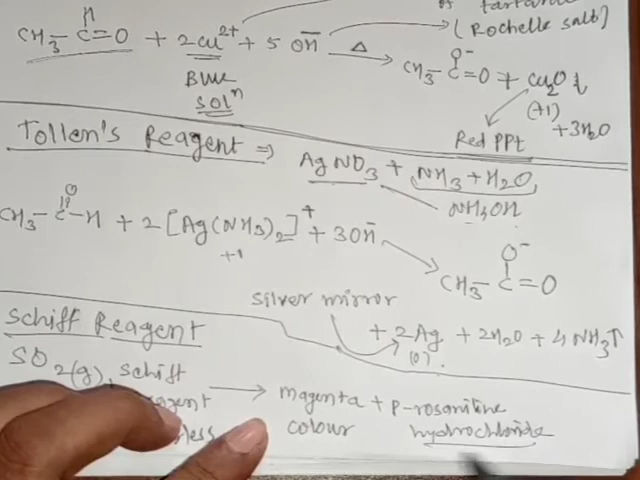 of tartaric
(Rochelle salt)
H
CH3-C=O + 2Cu2+ + 5 OH- Δ
Blue
Soln
O-
CH3-C=O + Cu2O ↓
(+1)
+3H2O
Red PPt
Tollen's Reagent ⇒ AgNO3 + NH3 + H2O
NH4OH
O
CH3-C-H + 2[Ag(NH3)2]+ + 3OH-
+1
O-
CH3-C=O
silver mirror
+ 2Ag + 2H2O + 4NH3↑
(0).
Schiff Reagent
SO2(g), schiff → magenta + p-rosaniline
colour hydrochloride